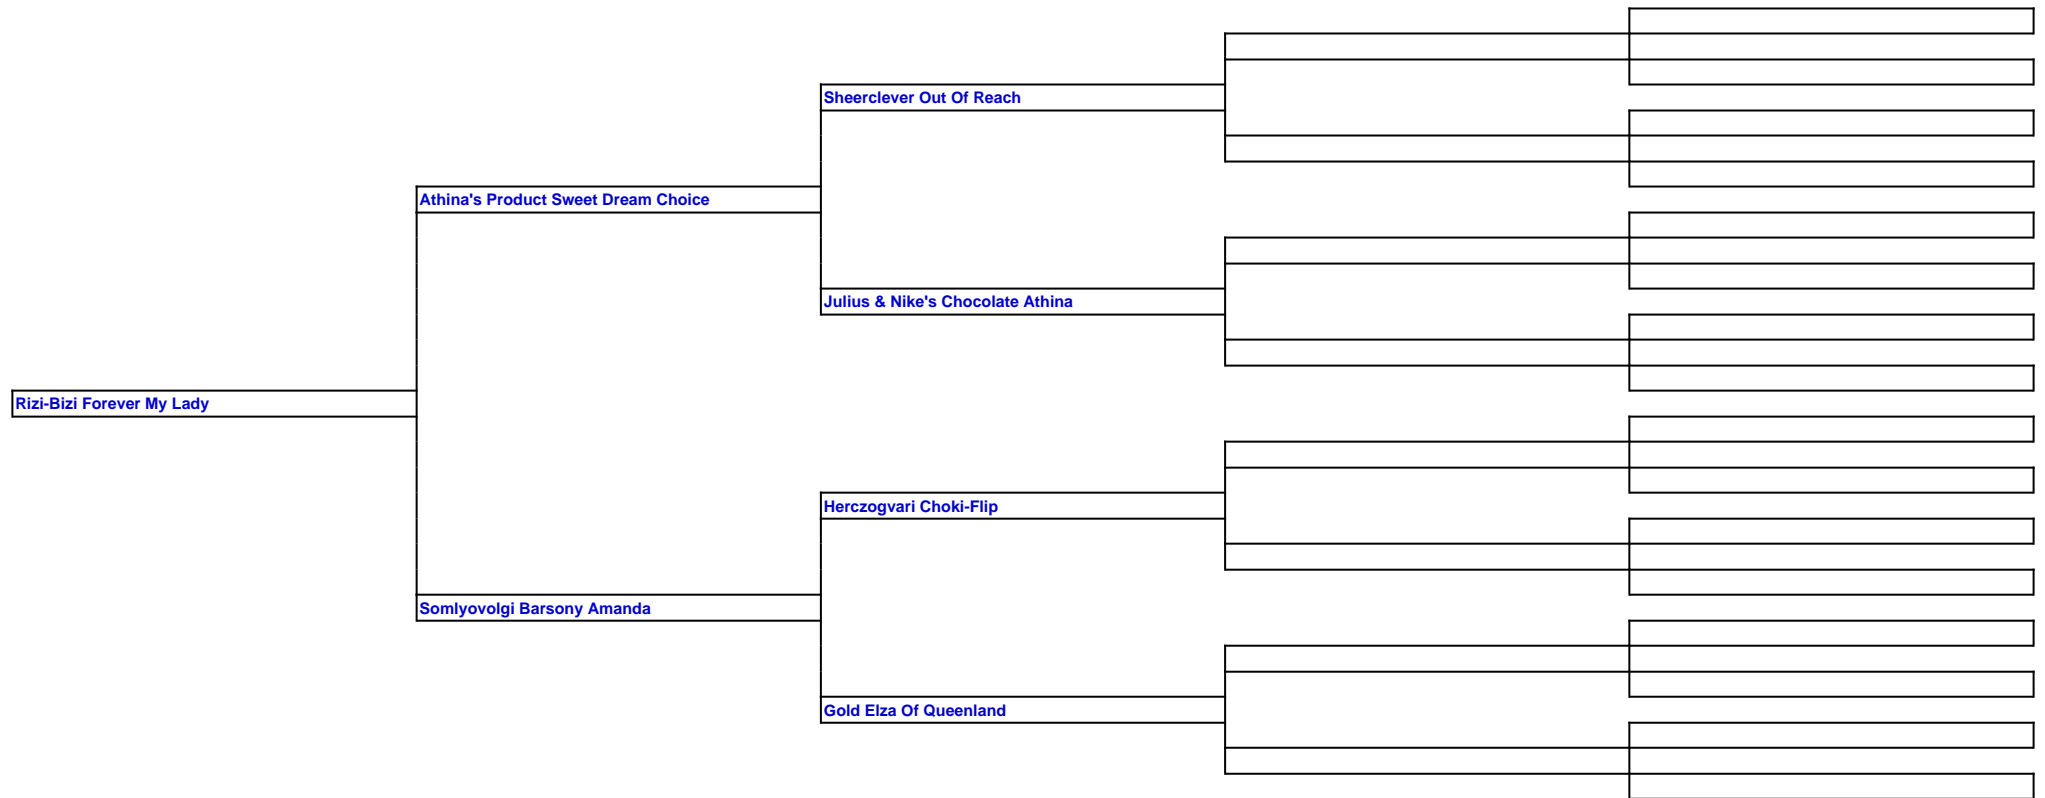 Sheerclever Out Of Reach
Athina's Product Sweet Dream Choice
Julius & Nike's Chocolate Athina
Rizi-Bizi Forever My Lady
Herczogvari Choki-Flip
Somlyovolgi Barsony Amanda
Gold Elza Of Queenland